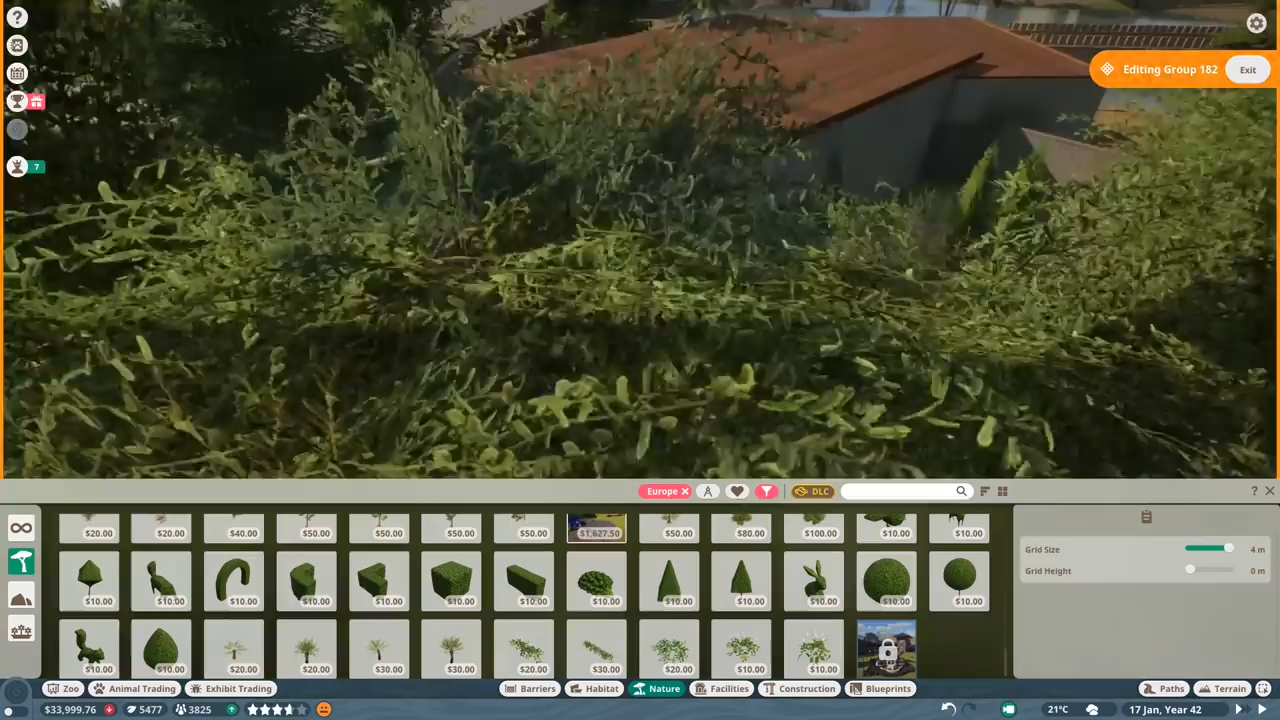 ?
Editing Group 182 Exit
7
Europe × DLC
? ×
$20.00 $20.00 $40.00 $50.00 $50.00 $50.00 $50.00 $1,627.50 $50.00 $80.00 $100.00 $10.00 $10.00
Grid Size 4 m
Grid Height 0 m
$10.00 $10.00 $10.00 $10.00 $10.00 $10.00 $10.00 $10.00 $10.00 $10.00 $10.00 $10.00 $10.00
$10.00 $10.00 $20.00 $20.00 $30.00 $30.00 $20.00 $30.00 $20.00 $10.00 $10.00
Zoo Animal Trading Exhibit Trading Barriers Habitat Nature Facilities Construction Blueprints Paths Terrain
$33,999.76 5477 3825 21°C 17 Jan, Year 42